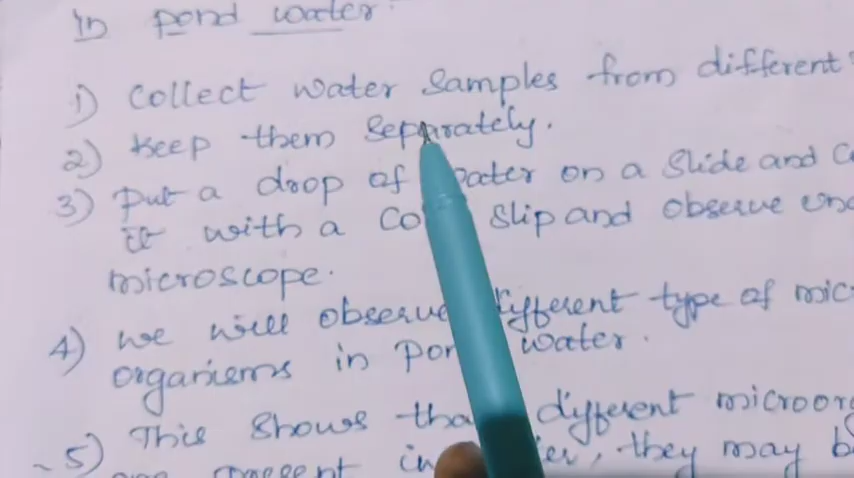 in pond water
1) Collect water samples from different
2) Keep them separately.
3) Put a drop of water on a slide and
it with a slip and observe
microscope.
4) we will observe different type of
organisms in water.
5) This shows different
present in they may